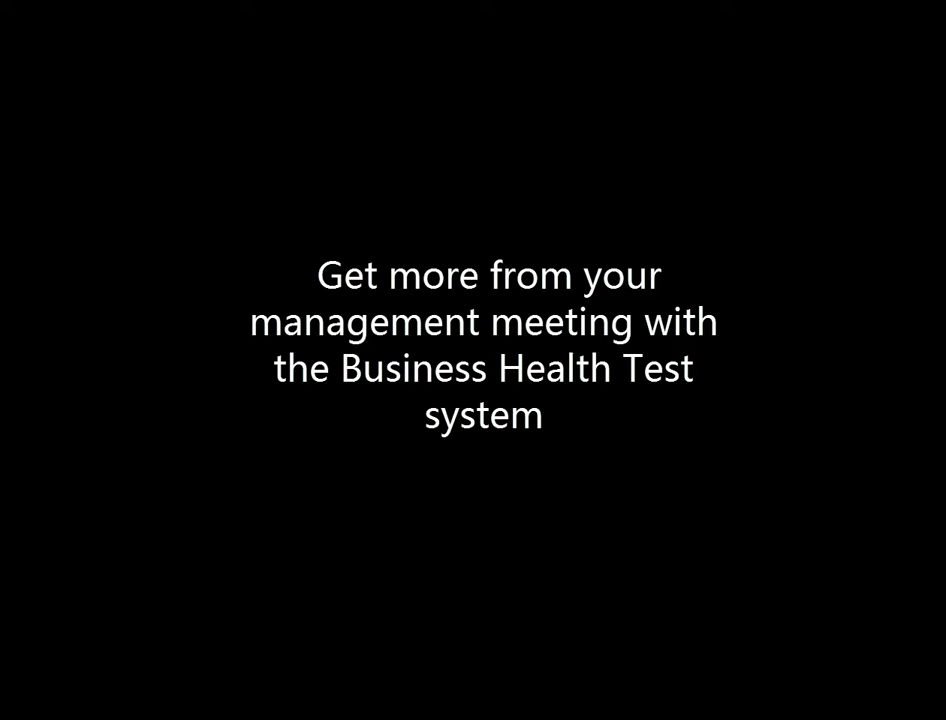 Get more from your
management meeting with
the Business Health Test
system